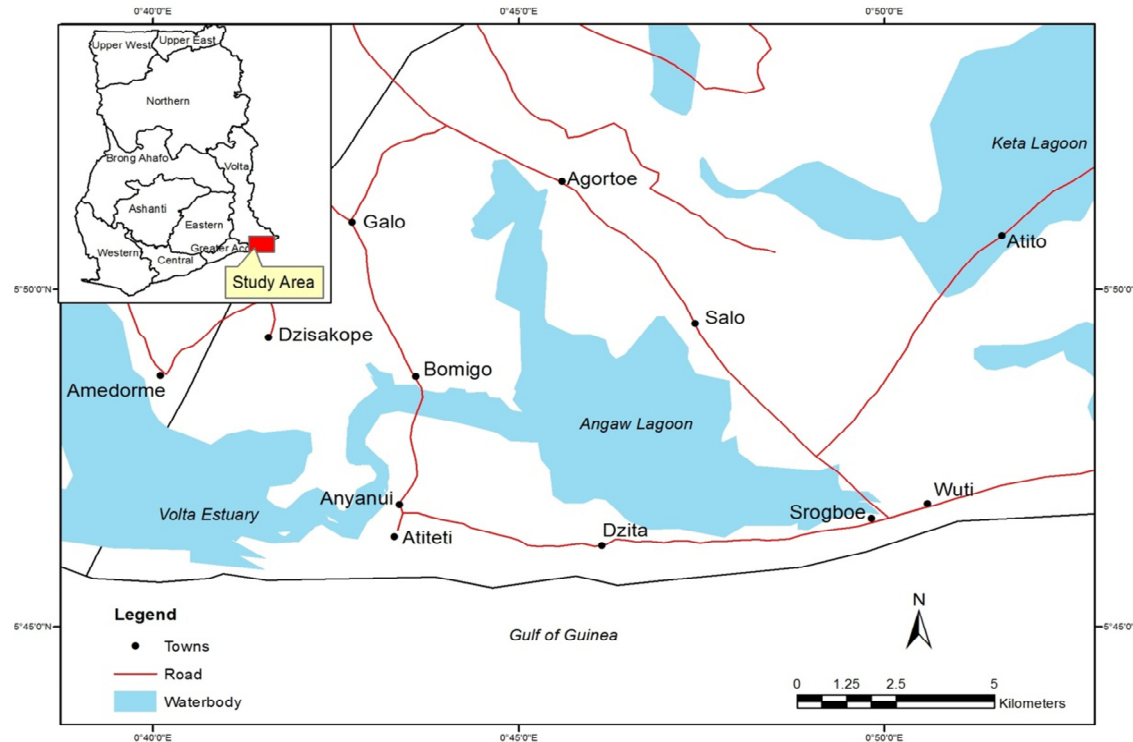 0°40'0"E
0°45'0"E
0°50'0"E
Upper West
Upper East
Northern
Brong Ahafo
Volta
Ashanti
Eastern
Western
Central
Greater Acc
Study Area
Keta Lagoon
Agortoe
Galo
Atito
5°50'0"N
5°50'0"N
Salo
Dzisakope
Bomigo
Amedorme
Angaw Lagoon
Anyanui
Wuti
Volta Estuary
Srogboe
Atiteti
Dzita
Legend
Towns
Road
Waterbody
5°45'0"N
5°45'0"N
Gulf of Guinea
N
0 1.25 2.5 5
Kilometers
0°40'0"E
0°45'0"E
0°50'0"E